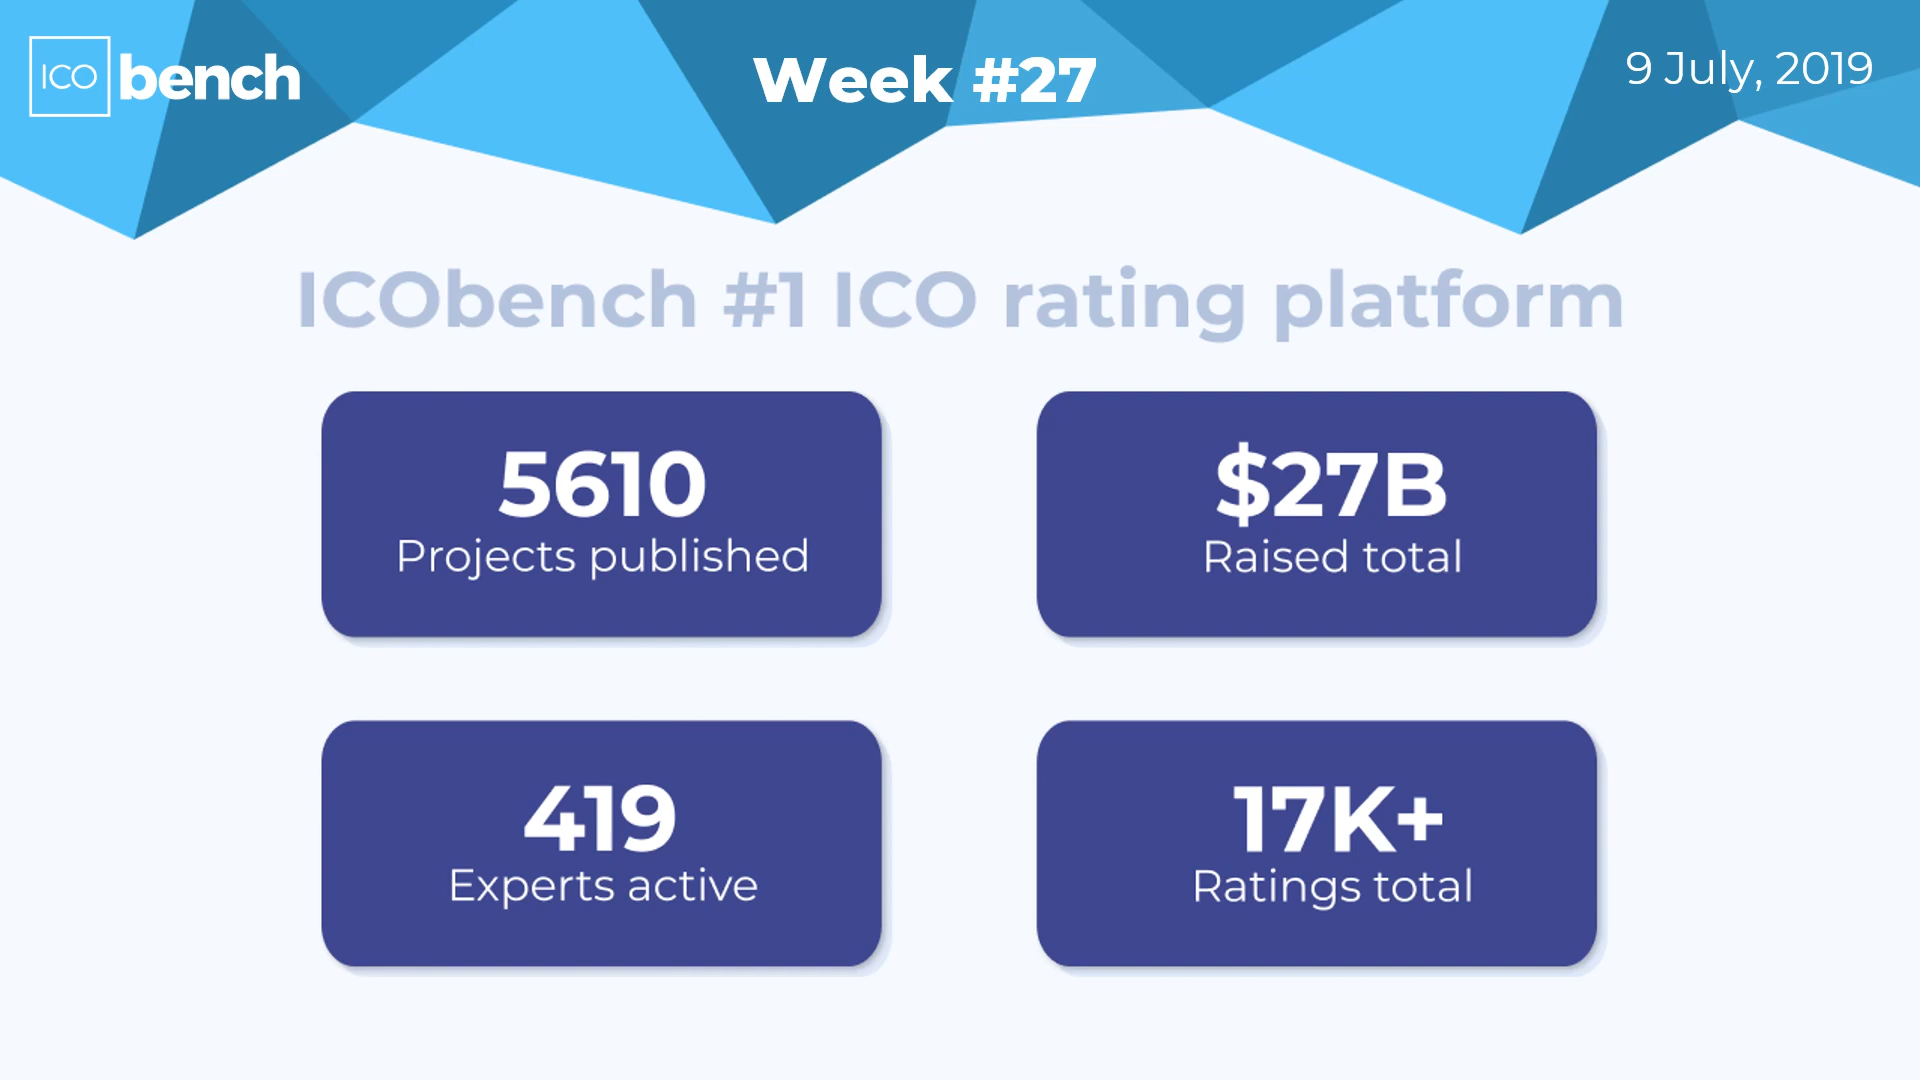 ICO bench
Week #27
9 July, 2019
ICObench #1 ICO rating platform
5610
Projects published
$27B
Raised total
419
Experts active
17K+
Ratings total